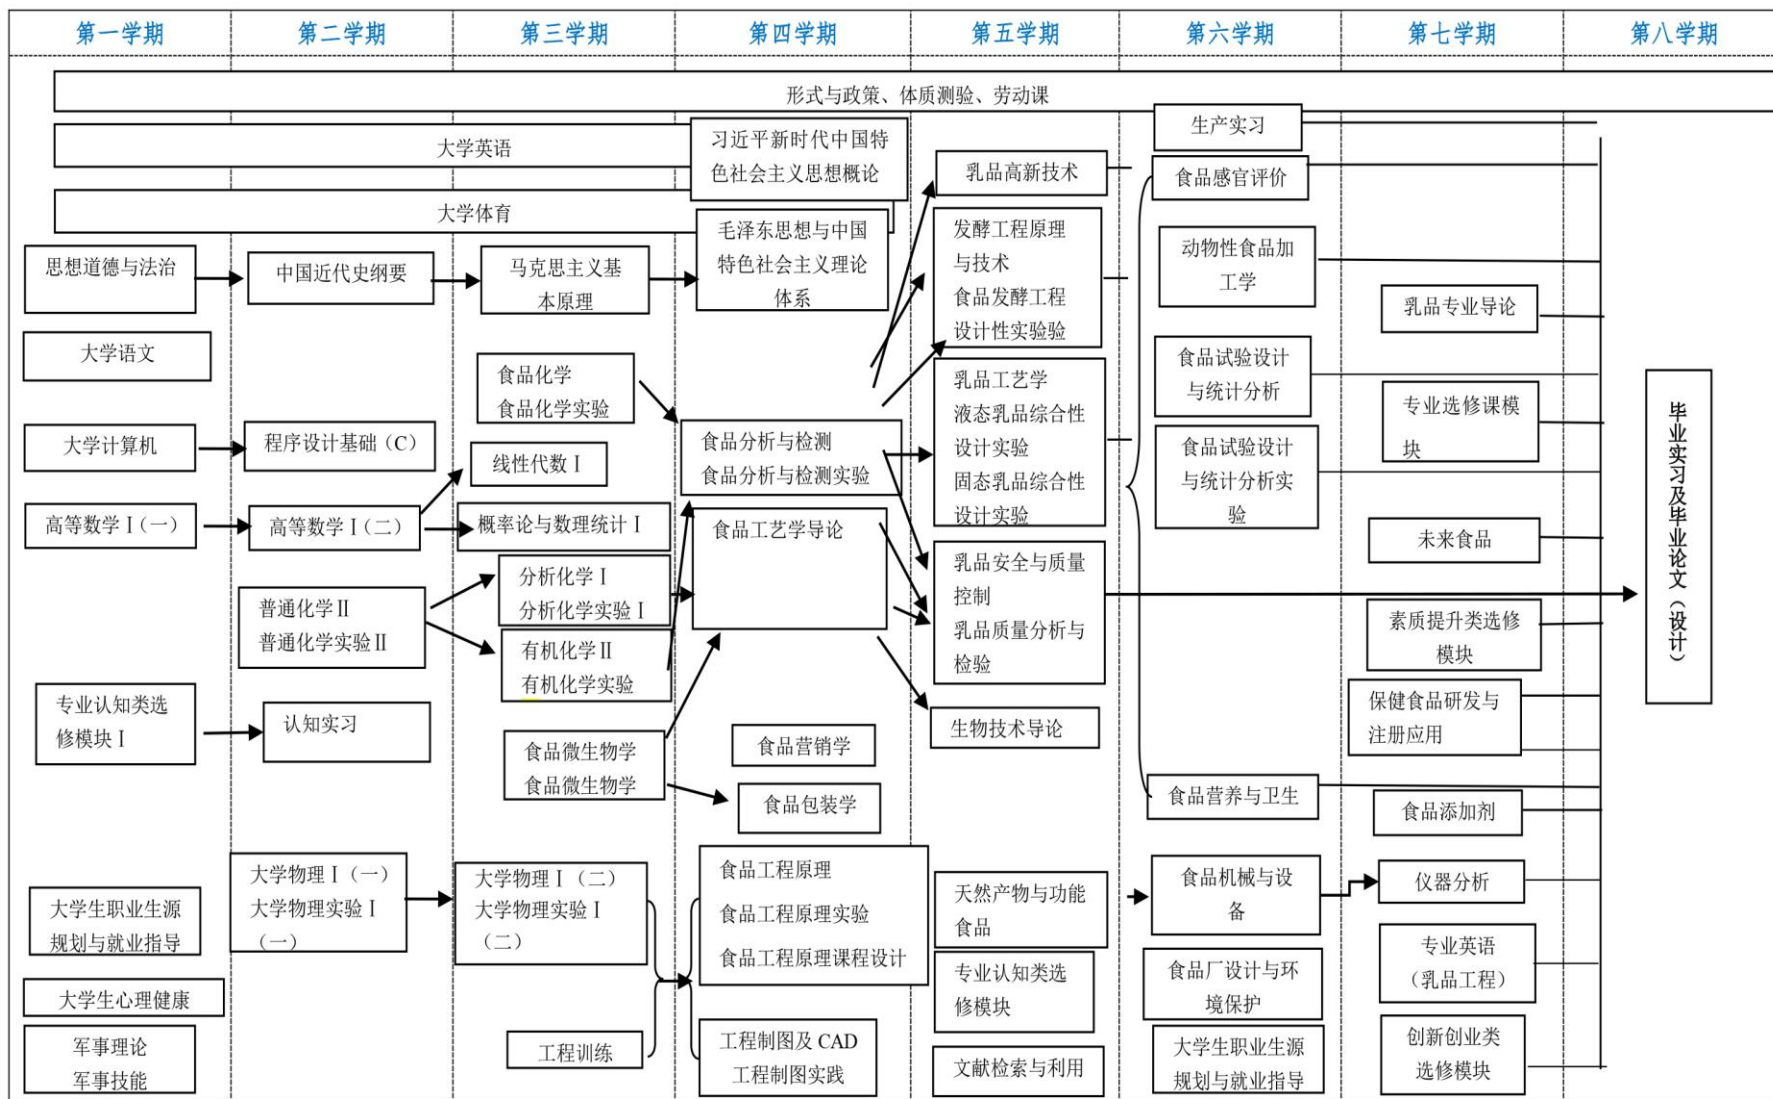 第一学期
第二学期
第三学期
第四学期
第五学期
第六学期
第七学期
第八学期
形式与政策、体质测验、劳动课
大学英语
大学体育
思想道德与法治
大学语文
大学计算机
高等数学Ⅰ(一)
专业认知类选
修模块Ⅰ
大学生职业生源
规划与就业指导
大学生心理健康
军事理论
军事技能
中国近代史纲要
程序设计基础(C)
高等数学Ⅰ(二)
普通化学Ⅱ
普通化学实验Ⅱ
认知实习
大学物理Ⅰ(一)
大学物理实验Ⅰ
(一)
马克思主义基
本原理
食品化学
食品化学实验
线性代数Ⅰ
概率论与数理统计Ⅰ
分析化学Ⅰ
分析化学实验Ⅰ
有机化学Ⅱ
有机化学实验
食品微生物学
食品微生物学
大学物理Ⅰ(二)
大学物理实验Ⅰ
(二)
工程训练
习近平新时代中国特
色社会主义思想概论
毛泽东思想与中国
特色社会主义理论
体系
食品分析与检测
食品分析与检测实验
食品工艺学导论
食品营销学
食品包装学
食品工程原理
食品工程原理实验
食品工程原理课程设计
工程制图及CAD
工程制图实践
乳品高新技术
发酵工程原理
与技术
食品发酵工程
设计性实验验
乳品工艺学
液态乳品综合性
设计实验
固态乳品综合性
设计实验
乳品安全与质量
控制
乳品质量分析与
检验
生物技术导论
天然产物与功能
食品
专业认知类选
修模块
文献检索与利用
生产实习
食品感官评价
动物性食品加
工学
食品试验设计
与统计分析
食品试验设计
与统计分析实
验
食品营养与卫生
食品机械与设
备
食品厂设计与环
境保护
大学生职业生源
规划与就业指导
乳品专业导论
专业选修课模
块
未来食品
素质提升类选修
模块
保健食品研发与
注册应用
食品添加剂
仪器分析
专业英语
(乳品工程)
创新创业类
选修模块
毕业实习及毕业论文(设计)